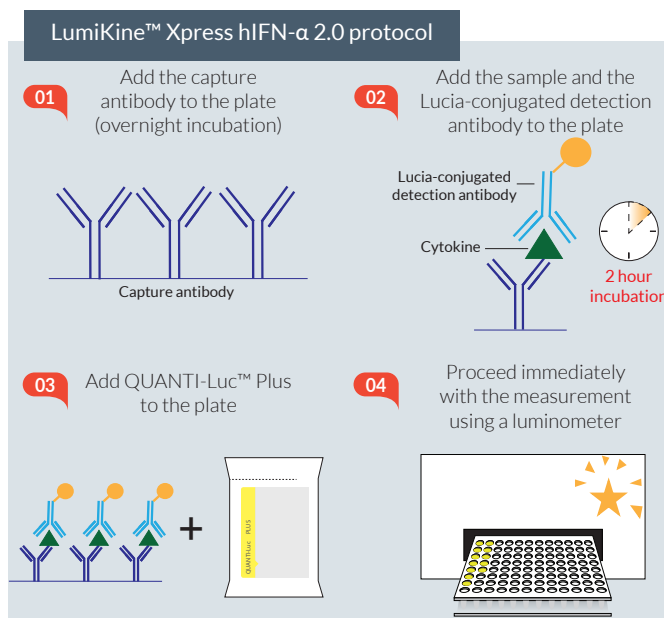 LumiKine™ Xpress hIFN-α 2.0 protocol
01
Add the capture
antibody to the plate
(overnight incubation)
Capture antibody
02
Add the sample and the
Lucia-conjugated detection
antibody to the plate
Lucia-conjugated
detection antibody
Cytokine
2 hour
incubation
03
Add QUANTI-Luc™ Plus
to the plate
QUANTI-Luc PLUS
04
Proceed immediately
with the measurement
using a luminometer